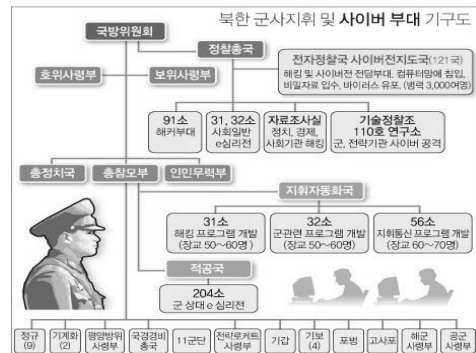 북한 군사지휘 및 사이버 부대 기구도
국방위원회
정찰총국
호위사령부
보위사령부
전자정찰국 사이버전지도국(121국)
해킹 및 사이버전 전담부대. 컴퓨터망에 침입,
비밀자료 입수, 바이러스 유포. (병력 3,000여명)
91소
해커부대
31, 32소
사회일반
e심리전
자료조사실
정치, 경제,
사회기관 해킹
기술정찰조
110호 연구소
군, 전략기관 사이버 공격
총정치국
총참모부
인민무력부
지휘자동화국
31소
해킹 프로그램 개발
(장교 50~60명)
32소
군관련 프로그램 개발
(장교 50~60명)
56소
지휘통신 프로그램 개발
(장교 60~70명)
적공국
204소
군 상대 e 심리전
정규
(9)
기계화
(2)
평양방위
사령부
국경경비
총국
11군단
전략로케트
사령부
기갑
기보
(4)
포병
고사포
해군
사령부
공군
사령부